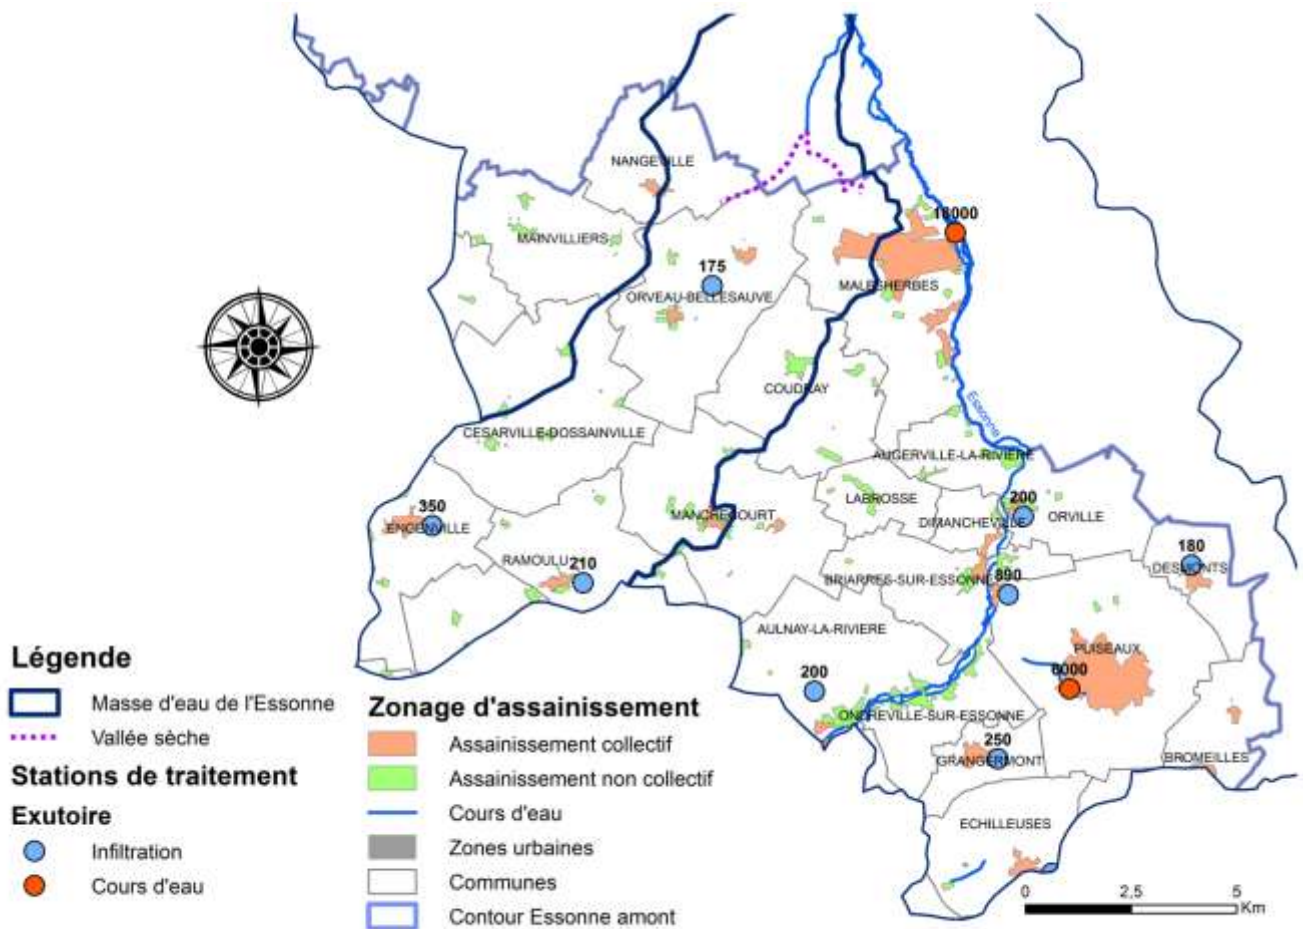 NANGEVILLE
MAINVILLIERS
18000
175
ORVEAU-BELLESAUVE
MALESHERBES
COUDRAY
Essonne
CESARVILLE-DOSSAINVILLE
AUGERVILLE-LA-RIVIERE
350
ENGENVILLE
LABROSSE
200
MANCHECOURT
DIMANCHEVILLE
ORVILLE
RAMOULU
210
180
DESMONTS
BRIARRES-SUR-ESSONNE
890
AULNAY-LA-RIVIERE
PUISEAUX
200
6000
ONDREVILLE-SUR-ESSONNE
250
GRANGERMONT
BROMEILLES
ECHILLEUSES
0
2,5
5
Km
Légende
Masse d'eau de l'Essonne
Vallée sèche
Stations de traitement
Exutoire
Infiltration
Cours d'eau
Zonage d'assainissement
Assainissement collectif
Assainissement non collectif
Cours d'eau
Zones urbaines
Communes
Contour Essonne amont